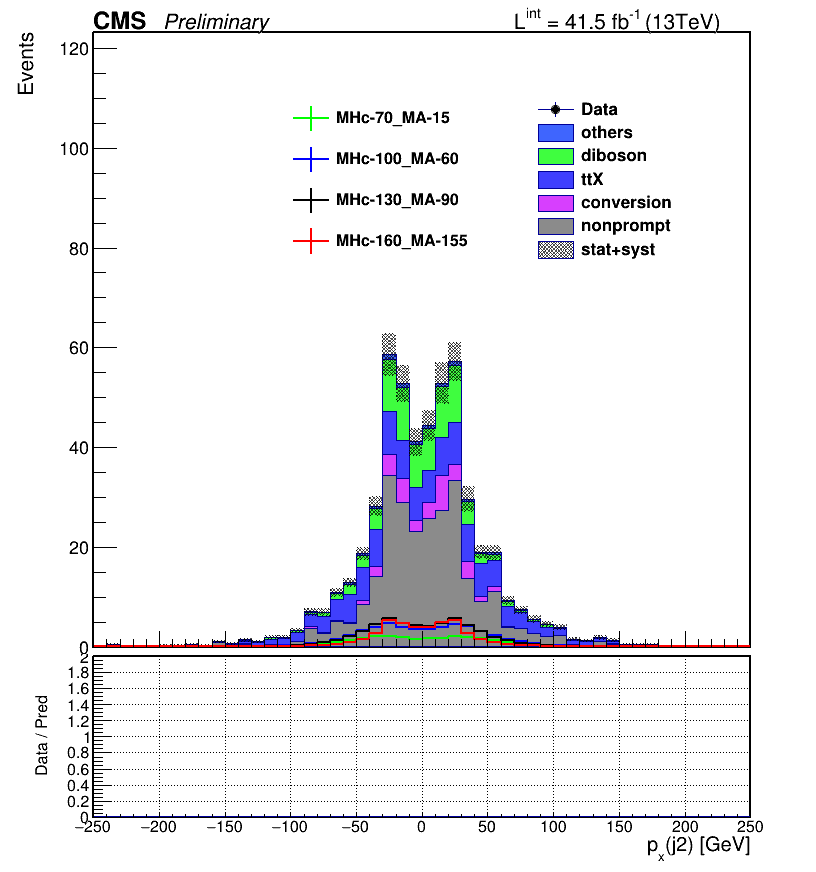 CMS Preliminary L^int = 41.5 fb^-1 (13TeV)
Events
120
100
80
60
40
20
0
MHc-70_MA-15
MHc-100_MA-60
MHc-130_MA-90
MHc-160_MA-155
Data
others
diboson
ttX
conversion
nonprompt
stat+syst
Data / Pred
2
1.8
1.6
1.4
1.2
1
0.8
0.6
0.4
0.2
0
−250 −200 −150 −100 −50 0 50 100 150 200 250
p_x(j2) [GeV]